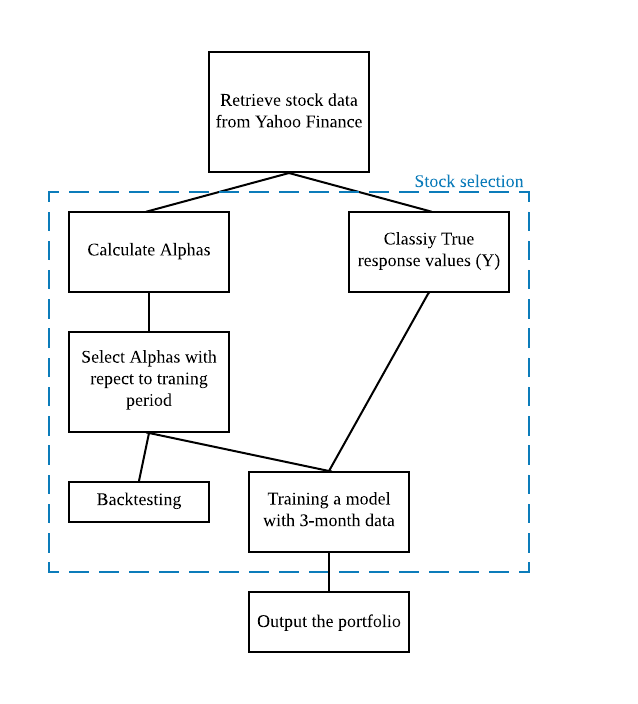 Retrieve stock data
from Yahoo Finance
Stock selection
Calculate Alphas
Classiy True
response values (Y)
Select Alphas with
repect to traning
period
Backtesting
Training a model
with 3-month data
Output the portfolio